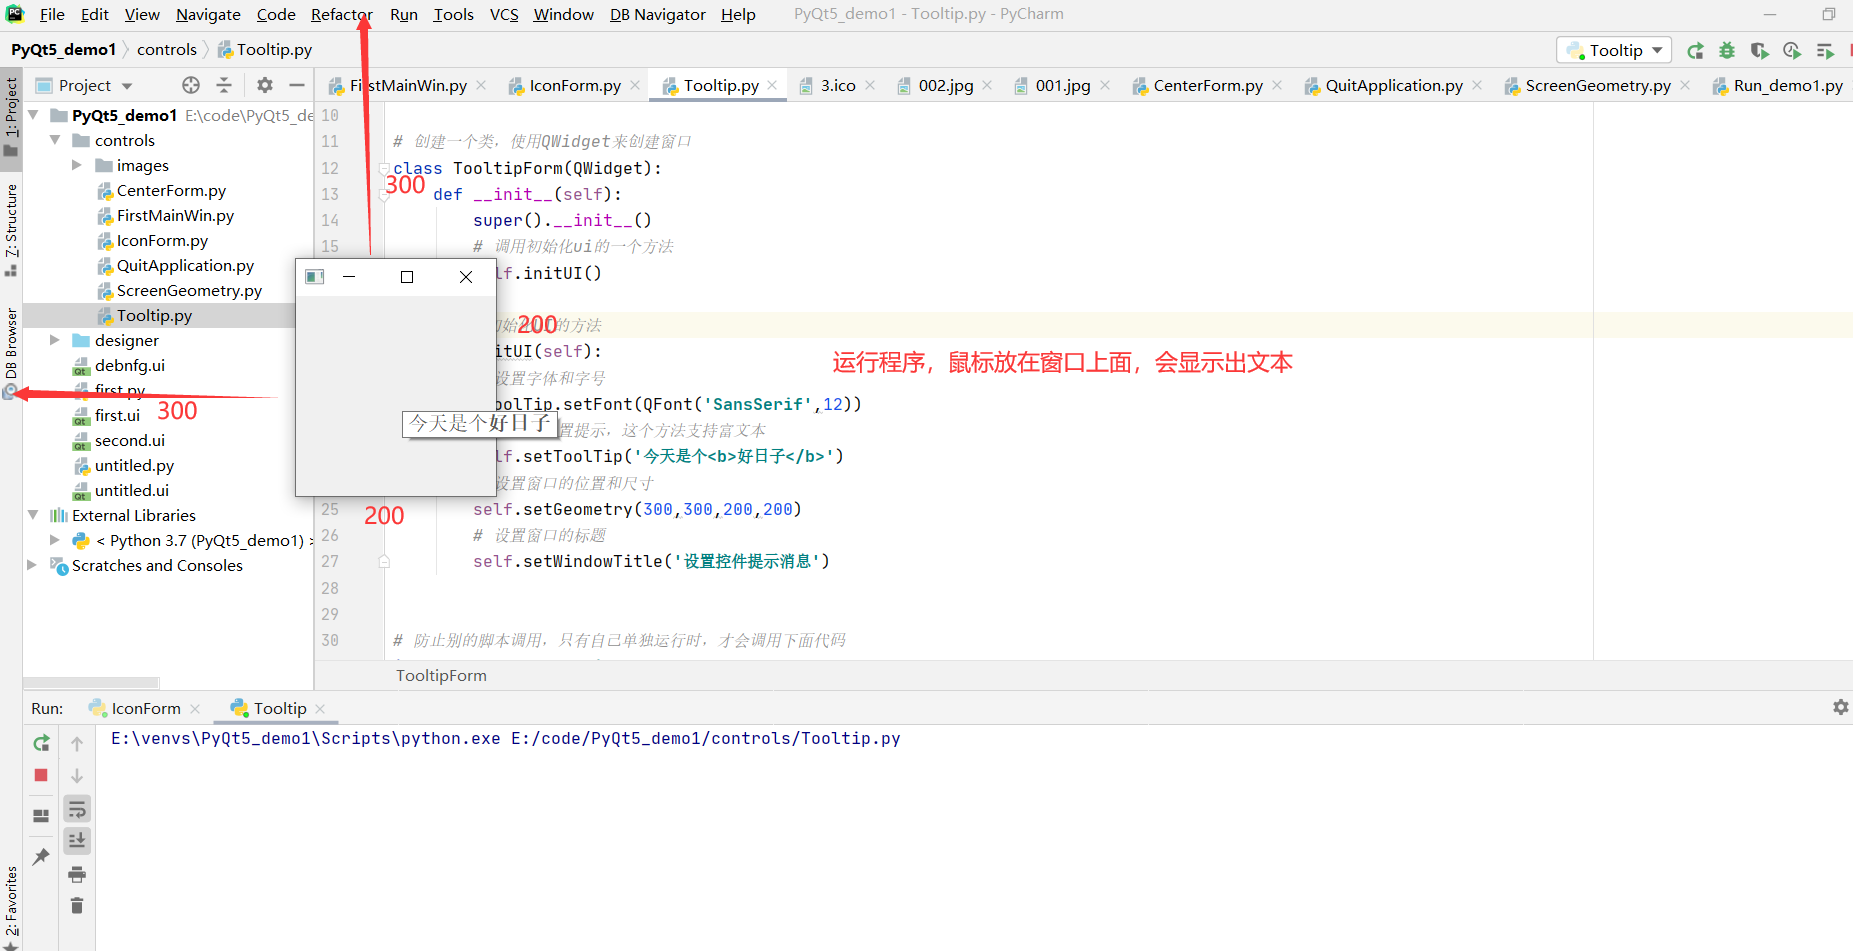 File Edit View Navigate Code Refactor Run Tools VCS Window DB Navigator Help PyQt5_demo1 - Tooltip.py - PyCharm
PyQt5_demo1 controls Tooltip.py Tooltip
Project
FirstMainWin.py IconForm.py Tooltip.py 3.ico 002.jpg 001.jpg CenterForm.py QuitApplication.py ScreenGeometry.py Run_demo1.py
1: Project
7: Structure
DB Browser
2: Favorites
PyQt5_demo1 E:\code\PyQt5_de
controls
images
CenterForm.py
FirstMainWin.py
IconForm.py
QuitApplication.py
ScreenGeometry.py
Tooltip.py
designer
debnfg.ui
first.py
first.ui
second.ui
untitled.py
untitled.ui
External Libraries
< Python 3.7 (PyQt5_demo1) >
Scratches and Consoles
10
11 # 创建一个类，使用QWidget来创建窗口
12 class TooltipForm(QWidget):
13 def __init__(self):
14 super().__init__()
15 # 调用初始化ui的一个方法
lf.initUI()
的方法
itUI(self):
设置字体和字号
oolTip.setFont(QFont('SansSerif',12))
置提示，这个方法支持富文本
lf.setToolTip('今天是个<b>好日子</b>')
设置窗口的位置和尺寸
25 self.setGeometry(300,300,200,200)
26 # 设置窗口的标题
27 self.setWindowTitle('设置控件提示消息')
28
29
30 # 防止别的脚本调用，只有自己单独运行时，才会调用下面代码
300
200
300
200
运行程序，鼠标放在窗口上面，会显示出文本
今天是个好日子
TooltipForm
Run: IconForm Tooltip
E:\venvs\PyQt5_demo1\Scripts\python.exe E:/code/PyQt5_demo1/controls/Tooltip.py